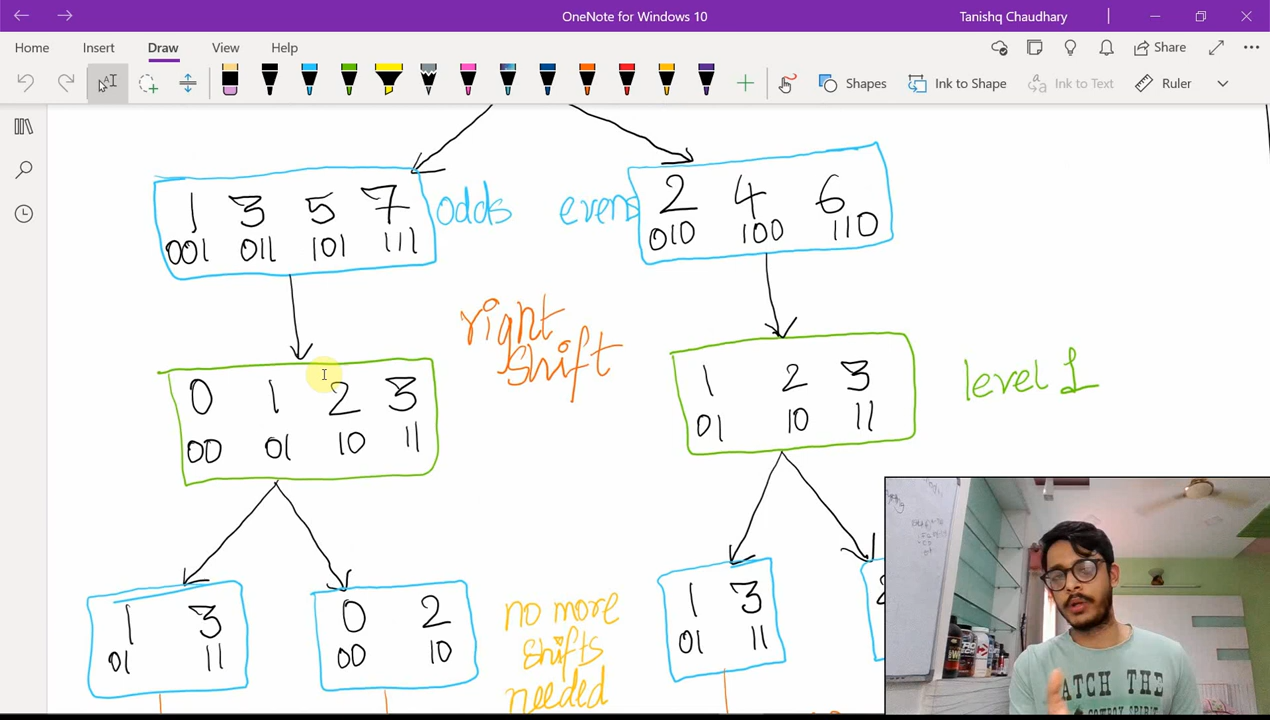 OneNote for Windows 10
Tanishq Chaudhary
Home Insert Draw View Help
Share
Shapes Ink to Shape Ink to Text Ruler
1 3 5 7
001 011 101 111
odds
evens
2 4 6
010 100 110
right
shift
0 1 2 3
00 01 10 11
1 2 3
01 10 11
level 1
1 3
01 11
0 2
00 10
no more
shifts
needed
1 3
01 11
ATCH THE